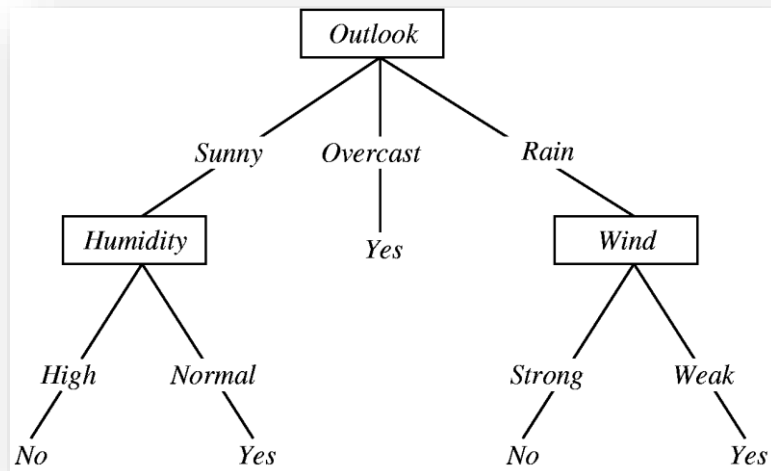 Outlook
Sunny Overcast Rain
Humidity Yes Wind
High Normal Strong Weak
No Yes No Yes